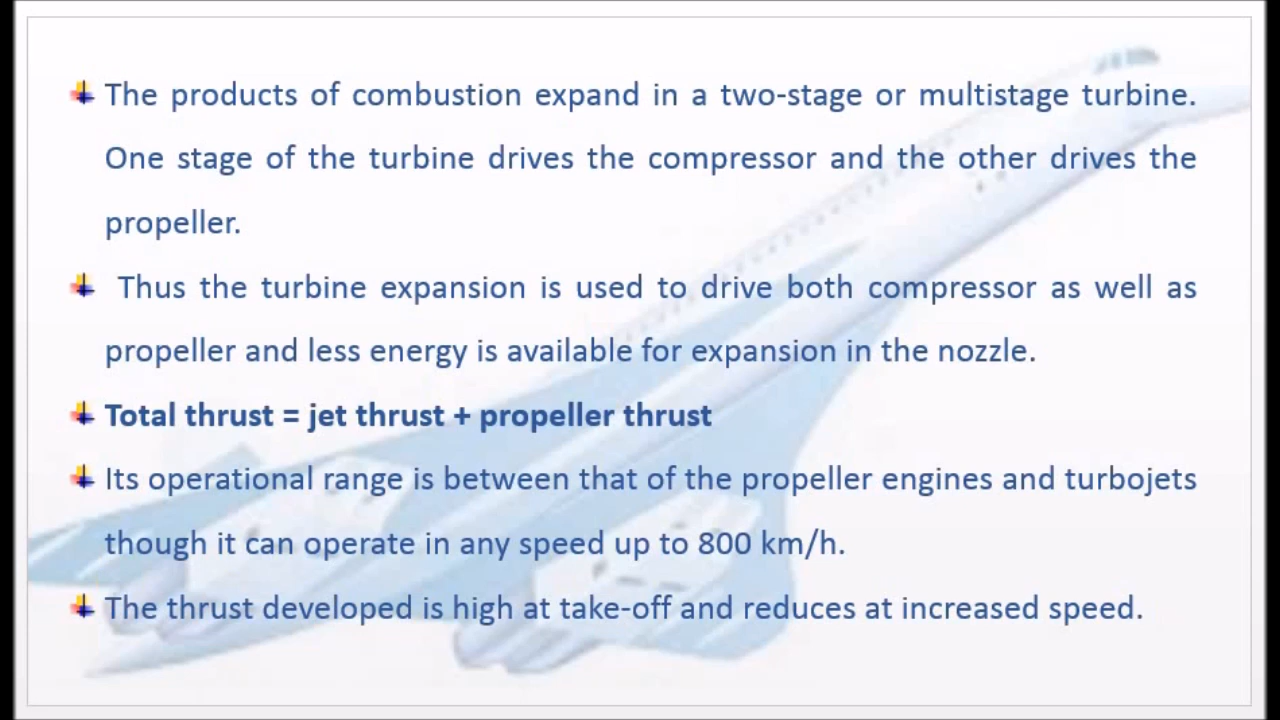 The products of combustion expand in a two-stage or multistage turbine.
One stage of the turbine drives the compressor and the other drives the
propeller.
Thus the turbine expansion is used to drive both compressor as well as
propeller and less energy is available for expansion in the nozzle.
Total thrust = jet thrust + propeller thrust
Its operational range is between that of the propeller engines and turbojets
though it can operate in any speed up to 800 km/h.
The thrust developed is high at take-off and reduces at increased speed.